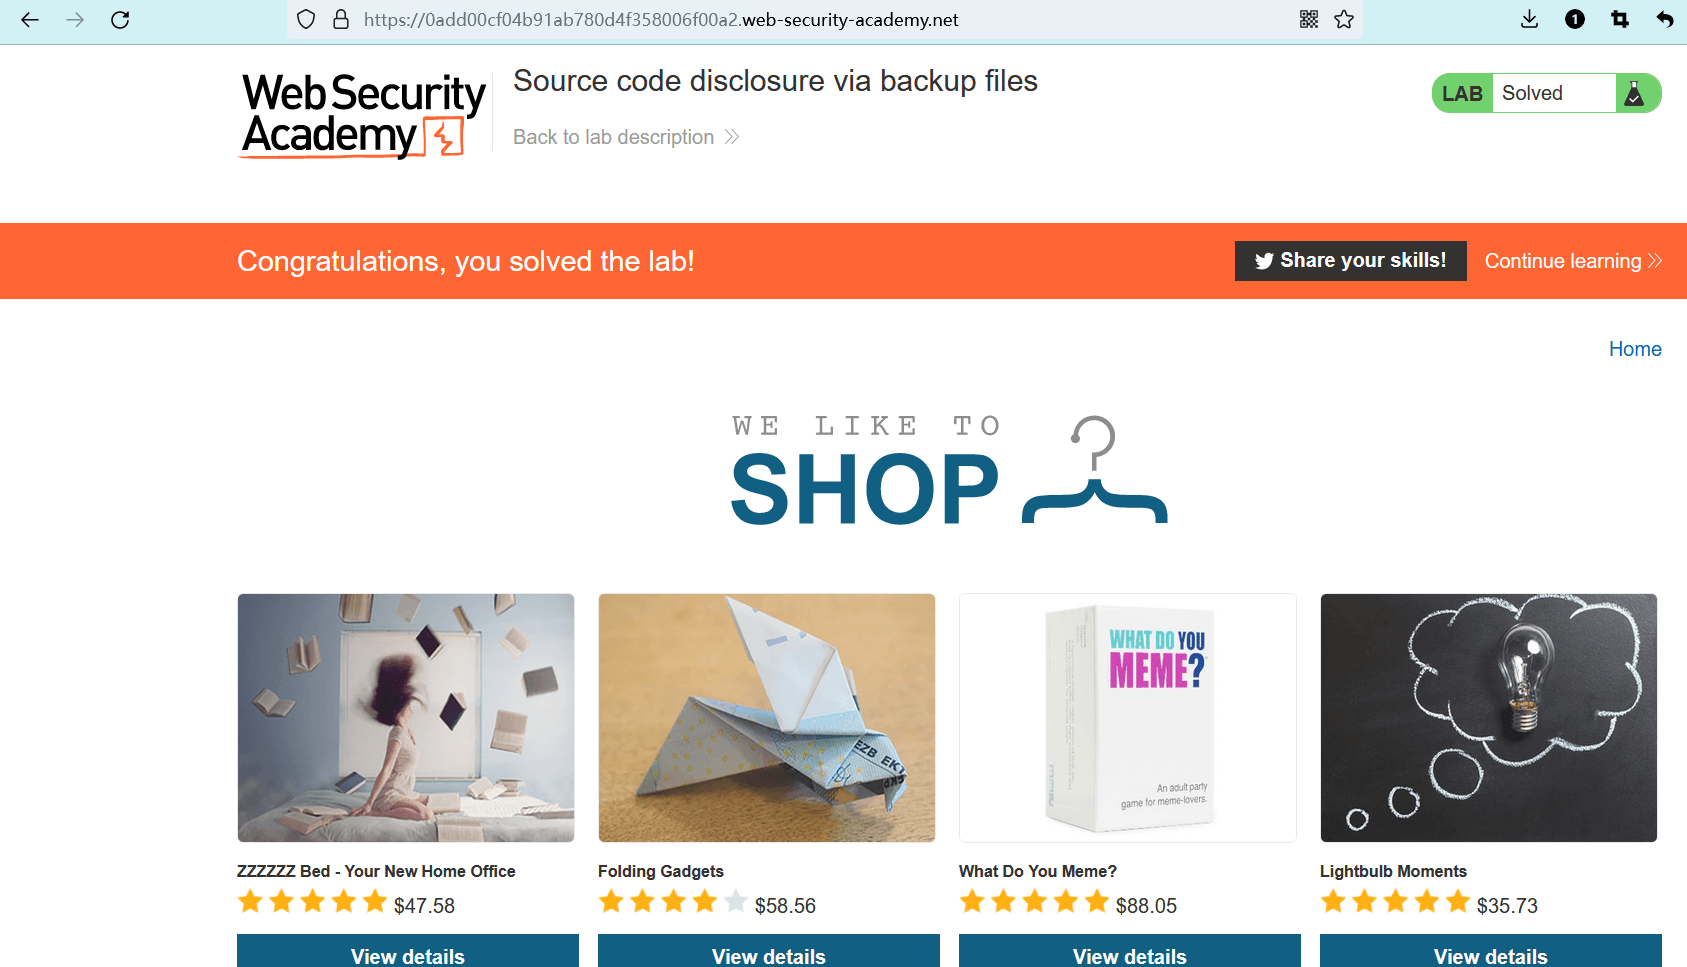 https://0add00cf04b91ab780d4f358006f00a2.web-security-academy.net
1
Web Security
Academy
Source code disclosure via backup files
Back to lab description
LAB Solved
Congratulations, you solved the lab!
Share your skills!
Continue learning
Home
WE LIKE TO
SHOP
EZB EK
WHAT DO YOU
MEME?
An adult party
game for meme-lovers.
ZZZZZZ Bed - Your New Home Office
$47.58
View details
Folding Gadgets
$58.56
View details
What Do You Meme?
$88.05
View details
Lightbulb Moments
$35.73
View details